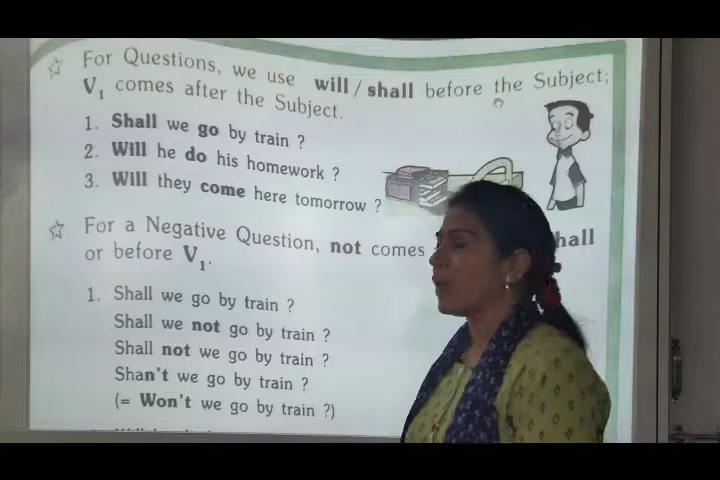 ☆ For Questions, we use will / shall before the Subject;
V₁ comes after the Subject.
1. Shall we go by train ?
2. Will he do his homework ?
3. Will they come here tomorrow ?
☆ For a Negative Question, not comes hall
or before V₁.
1. Shall we go by train ?
Shall we not go by train ?
Shall not we go by train ?
Shan't we go by train ?
(= Won't we go by train ?)